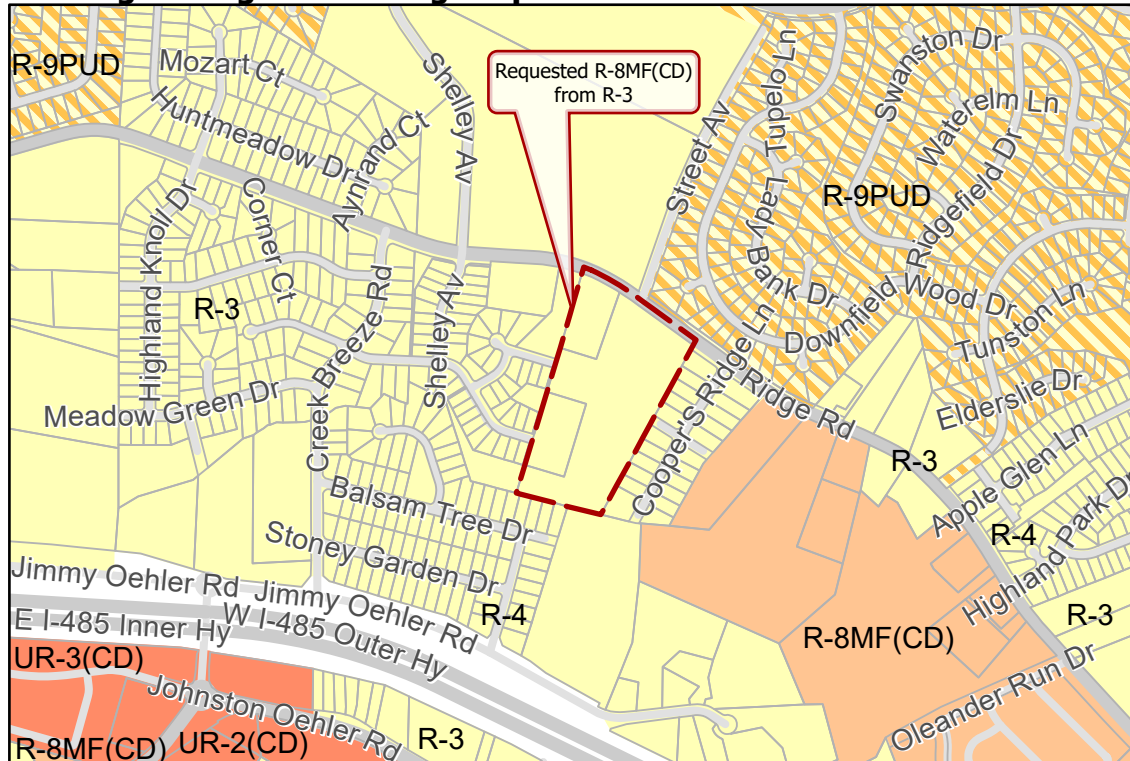 R-9PUD
Mozart Ct
Huntmeadow Dr
Aynrand Ct
Shelley Av
Requested R-8MF(CD)
from R-3
Street Av
Tupelo Ln
Lady Bank Dr
Swanston Dr
Waterelm Ln
R-9PUD
Downfield Wood Dr
Ridgefield Dr
Tunston Ln
Elderslie Dr
Highland Knoll Dr
Corner Ct
R-3
Creek Breeze Rd
Shelley Av
Meadow Green Dr
Cooper'S Ridge Ln
Ridge Rd
R-3
Apple Glen Ln
R-4
Highland Park Dr
R-3
Balsam Tree Dr
Stoney Garden Dr
R-4
R-8MF(CD)
Oleander Run Dr
Jimmy Oehler Rd
Jimmy Oehler Rd
W I-485 Outer Hy
E I-485 Inner Hy
UR-3(CD)
Johnston Oehler Rd
R-8MF(CD)
UR-2(CD)
R-3